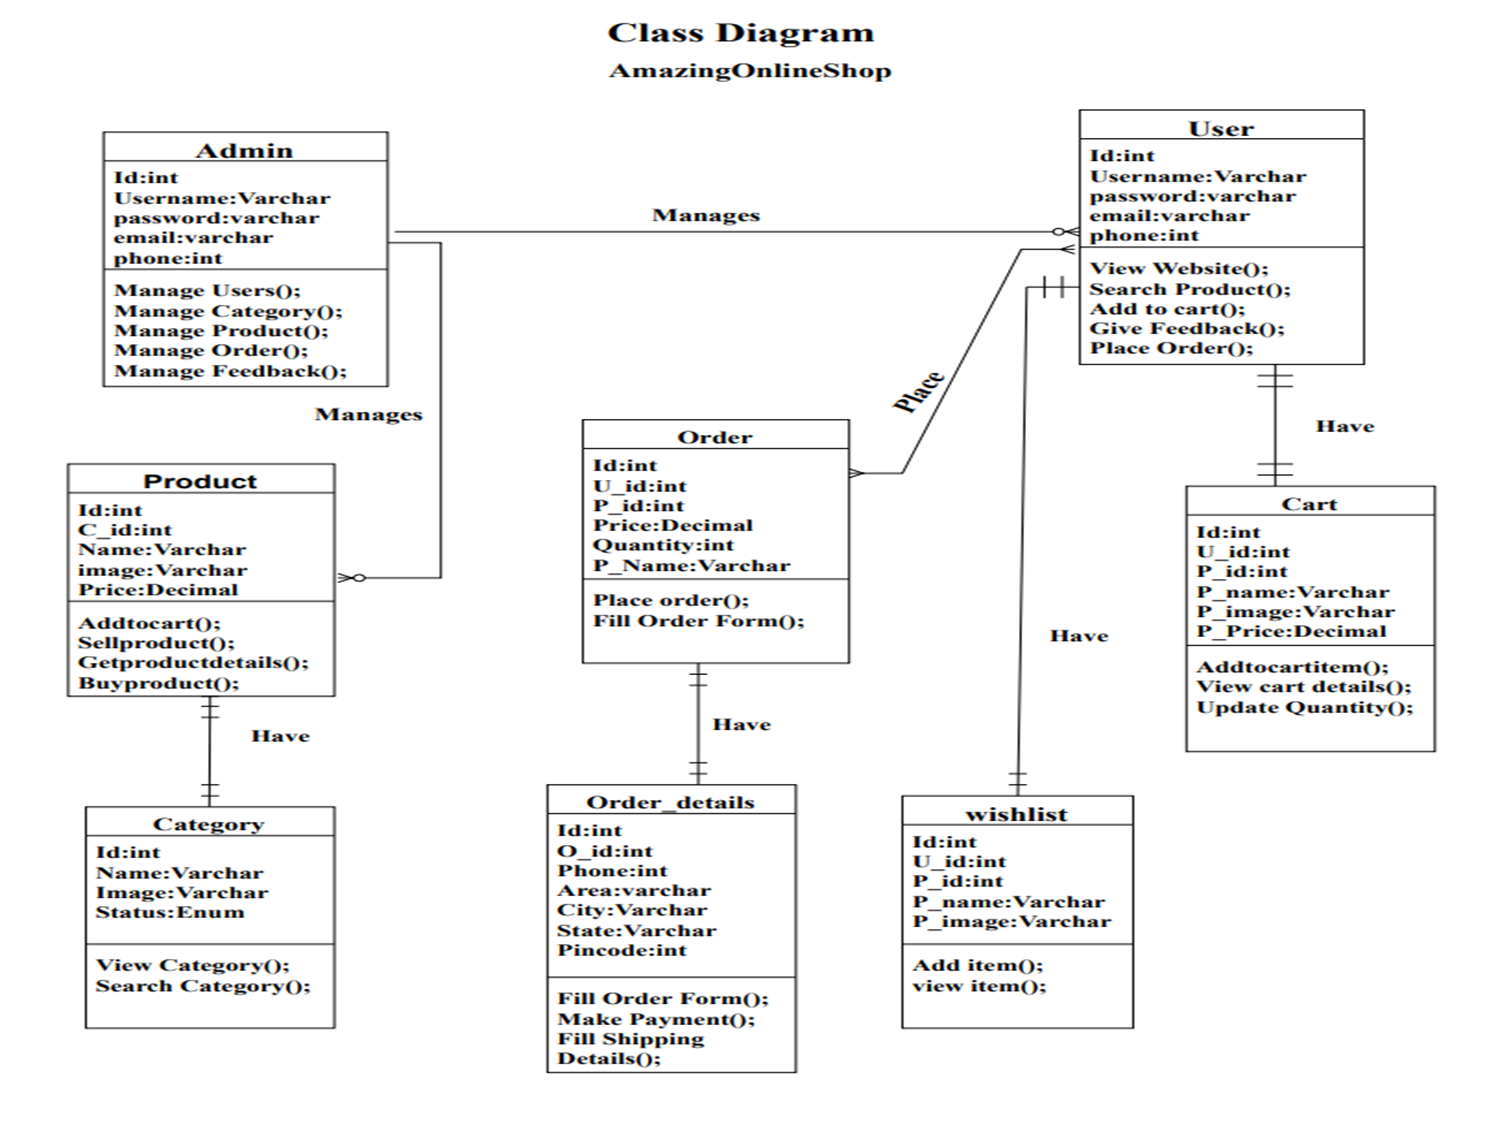 Class Diagram
AmazingOnlineShop
Admin
Id:int
Username:Varchar
password:varchar
email:varchar
phone:int
Manage Users();
Manage Category();
Manage Product();
Manage Order();
Manage Feedback();
Manages
User
Id:int
Username:Varchar
password:varchar
email:varchar
phone:int
View Website();
Search Product();
Add to cart();
Give Feedback();
Place Order();
Manages
Place
Have
Product
Id:int
C_id:int
Name:Varchar
image:Varchar
Price:Decimal
Addtocart();
Sellproduct();
Getproductdetails();
Buyproduct();
Order
Id:int
U_id:int
P_id:int
Price:Decimal
Quantity:int
P_Name:Varchar
Place order();
Fill Order Form();
Cart
Id:int
U_id:int
P_id:int
P_name:Varchar
P_image:Varchar
P_Price:Decimal
Addtocartitem();
View cart details();
Update Quantity();
Have
Have
Have
Category
Id:int
Name:Varchar
Image:Varchar
Status:Enum
View Category();
Search Category();
Order_details
Id:int
O_id:int
Phone:int
Area:varchar
City:Varchar
State:Varchar
Pincode:int
Fill Order Form();
Make Payment();
Fill Shipping
Details();
wishlist
Id:int
U_id:int
P_id:int
P_name:Varchar
P_image:Varchar
Add item();
view item();